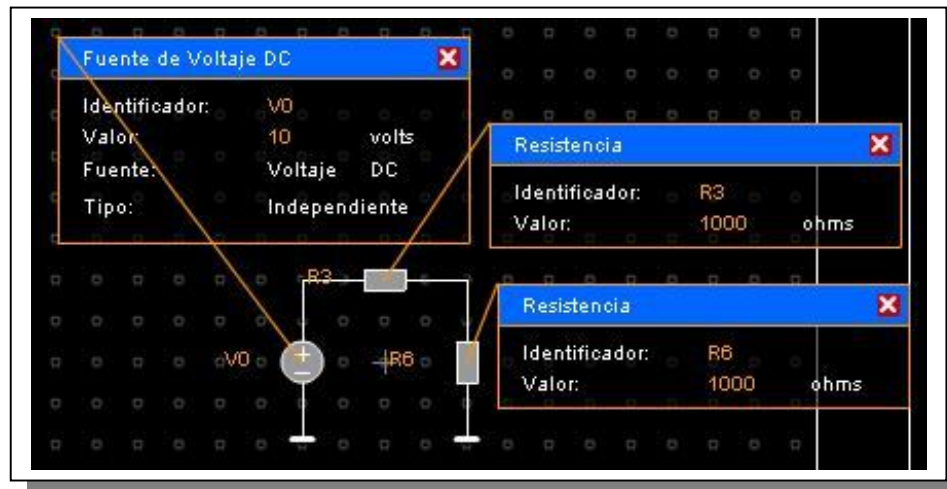 Fuente de Voltaje DC
Identificador: V0
Valor: 10 volts
Fuente: Voltaje DC
Tipo: Independiente
Resistencia
Identificador: R3
Valor: 1000 ohms
R3
Resistencia
Identificador: R6
Valor: 1000 ohms
V0
R6